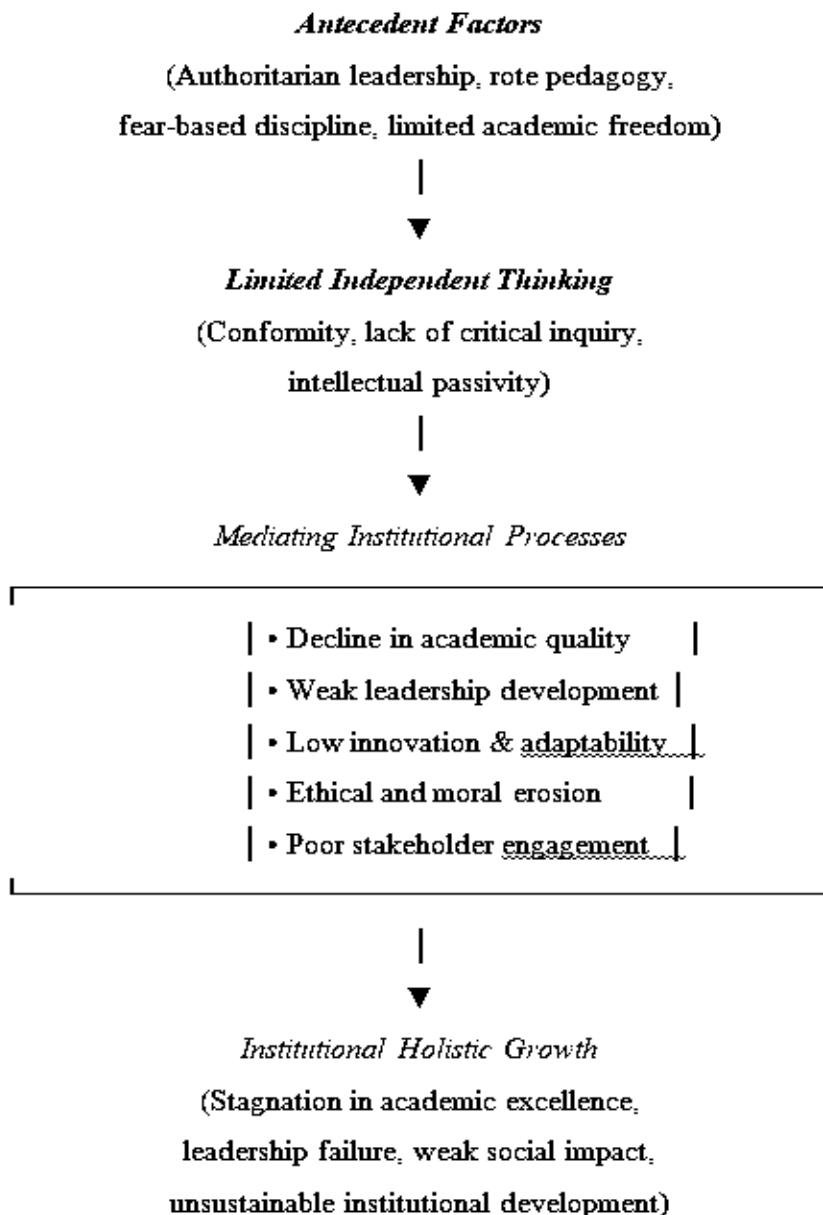 Antecedent Factors
(Authoritarian leadership, rote pedagogy,
fear-based discipline, limited academic freedom)
Limited Independent Thinking
(Conformity, lack of critical inquiry,
intellectual passivity)
Mediating Institutional Processes
• Decline in academic quality
• Weak leadership development
• Low innovation & adaptability
• Ethical and moral erosion
• Poor stakeholder engagement
Institutional Holistic Growth
(Stagnation in academic excellence,
leadership failure, weak social impact,
unsustainable institutional development)